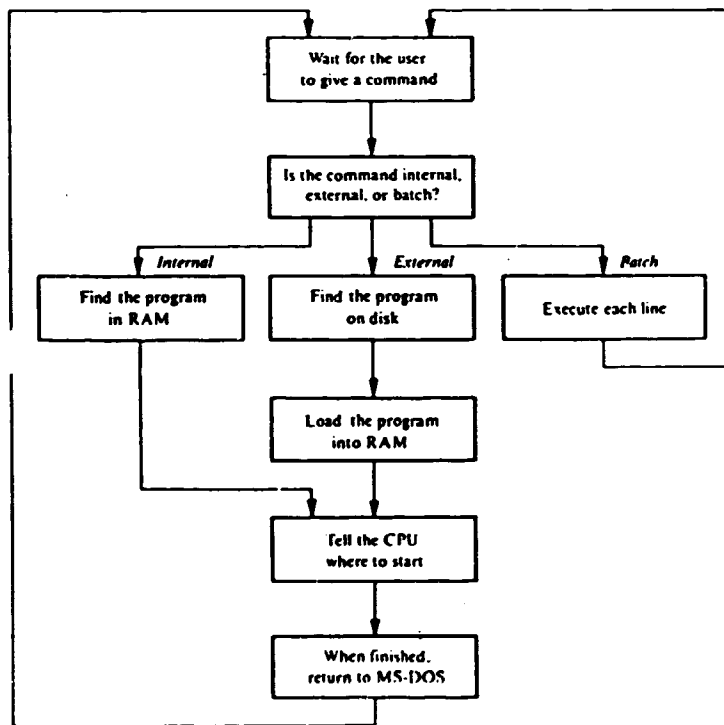 Wait for the user
to give a command
Is the command internal,
external, or batch?
Internal
External
Batch
Find the program
in RAM
Find the program
on disk
Execute each line
Load the program
into RAM
Tell the CPU
where to start
When finished,
return to MS-DOS